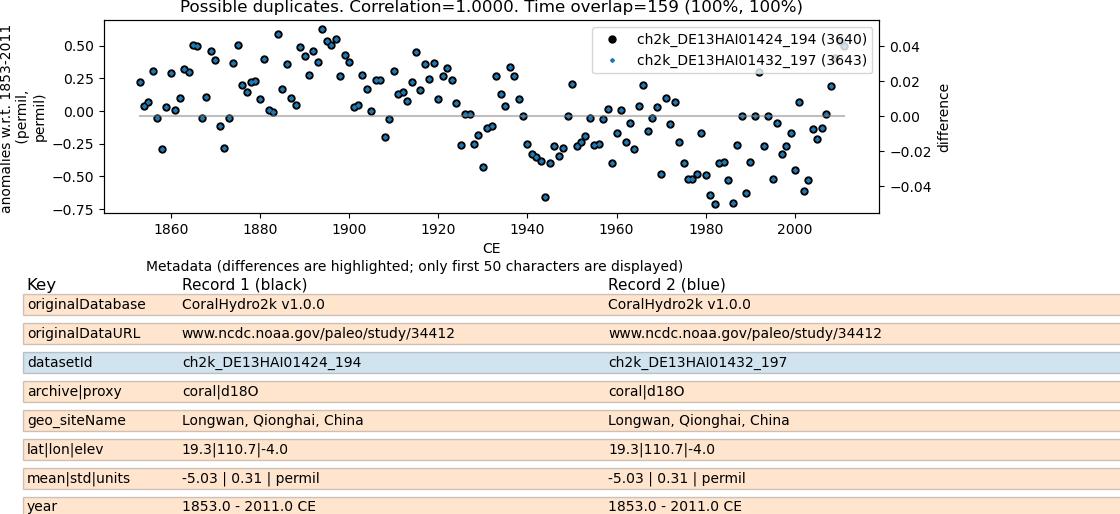 Possible duplicates. Correlation=1.0000. Time overlap=159 (100%, 100%)
anomalies w.r.t. 1853-2011
(permil,
permil)
0.50
0.25
0.00
−0.25
−0.50
−0.75
ch2k_DE13HAI01424_194 (3640)
ch2k_DE13HAI01432_197 (3643)
0.04
0.02
0.00
−0.02
−0.04
difference
1860 1880 1900 1920 1940 1960 1980 2000
CE
Metadata (differences are highlighted; only first 50 characters are displayed)
Key Record 1 (black) Record 2 (blue)
originalDatabase CoralHydro2k v1.0.0 CoralHydro2k v1.0.0
originalDataURL www.ncdc.noaa.gov/paleo/study/34412 www.ncdc.noaa.gov/paleo/study/34412
datasetId ch2k_DE13HAI01424_194 ch2k_DE13HAI01432_197
archive|proxy coral|d18O coral|d18O
geo_siteName Longwan, Qionghai, China Longwan, Qionghai, China
lat|lon|elev 19.3|110.7|-4.0 19.3|110.7|-4.0
mean|std|units -5.03 | 0.31 | permil -5.03 | 0.31 | permil
year 1853.0 - 2011.0 CE 1853.0 - 2011.0 CE